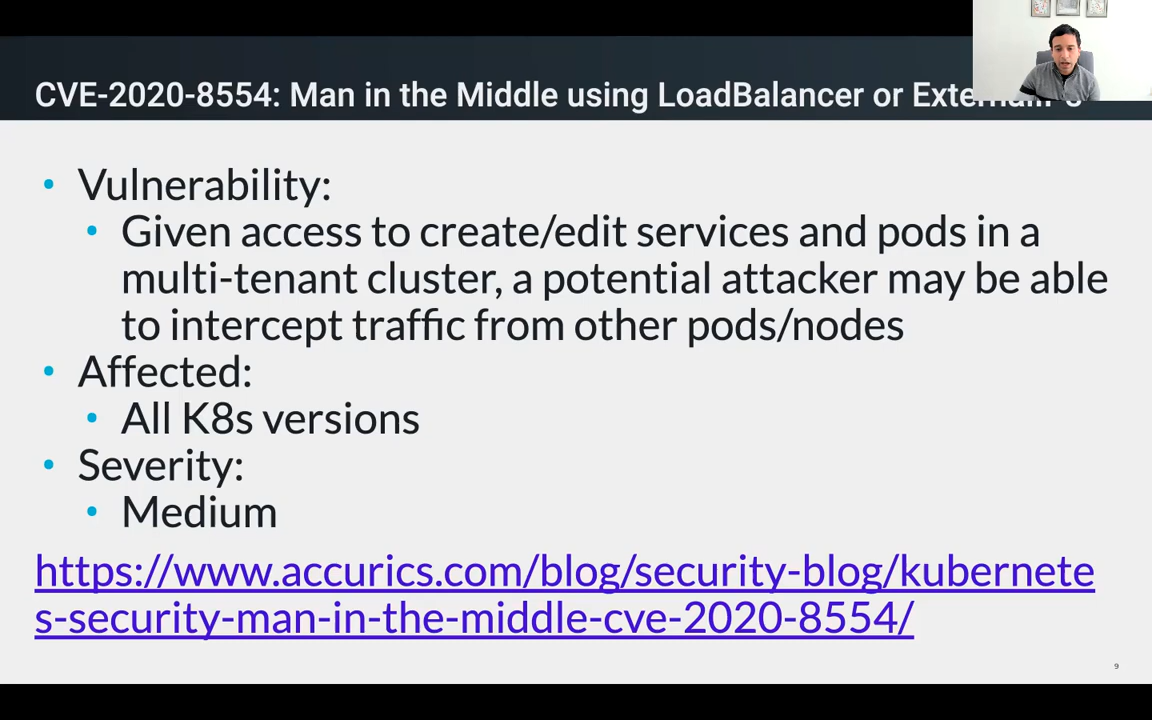 CVE-2020-8554: Man in the Middle using LoadBalancer or
• Vulnerability:
• Given access to create/edit services and pods in a
multi-tenant cluster, a potential attacker may be able
to intercept traffic from other pods/nodes
• Affected:
• All K8s versions
• Severity:
• Medium
https://www.accurics.com/blog/security-blog/kubernete
s-security-man-in-the-middle-cve-2020-8554/
9